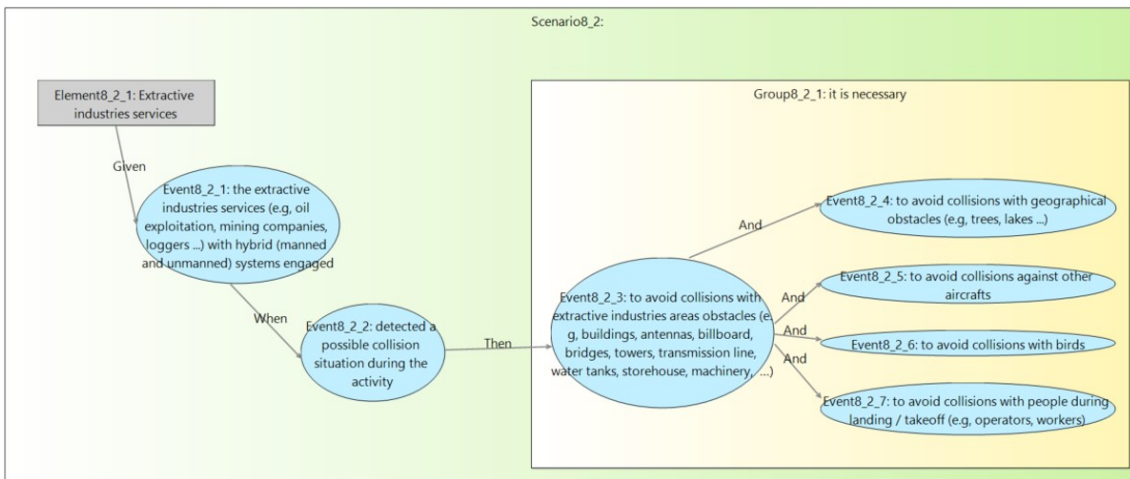 Scenario8_2:
Element8_2_1: Extractive
industries services
Group8_2_1: it is necessary
Given
Event8_2_1: the extractive
industries services (e.g, oil
exploitation, mining companies,
loggers ...) with hybrid (manned
and unmanned) systems engaged
When
Event8_2_2: detected a
possible collision
situation during the
activity
Then
Event8_2_3: to avoid collisions with
extractive industries areas obstacles (e.
g, buildings, antennas, billboard,
bridges, towers, transmission line,
water tanks, storehouse, machinery, ...)
And
Event8_2_4: to avoid collisions with geographical
obstacles (e.g, trees, lakes ...)
And
Event8_2_5: to avoid collisions against other
aircrafts
And
Event8_2_6: to avoid collisions with birds
And
Event8_2_7: to avoid collisions with people during
landing / takeoff (e.g, operators, workers)